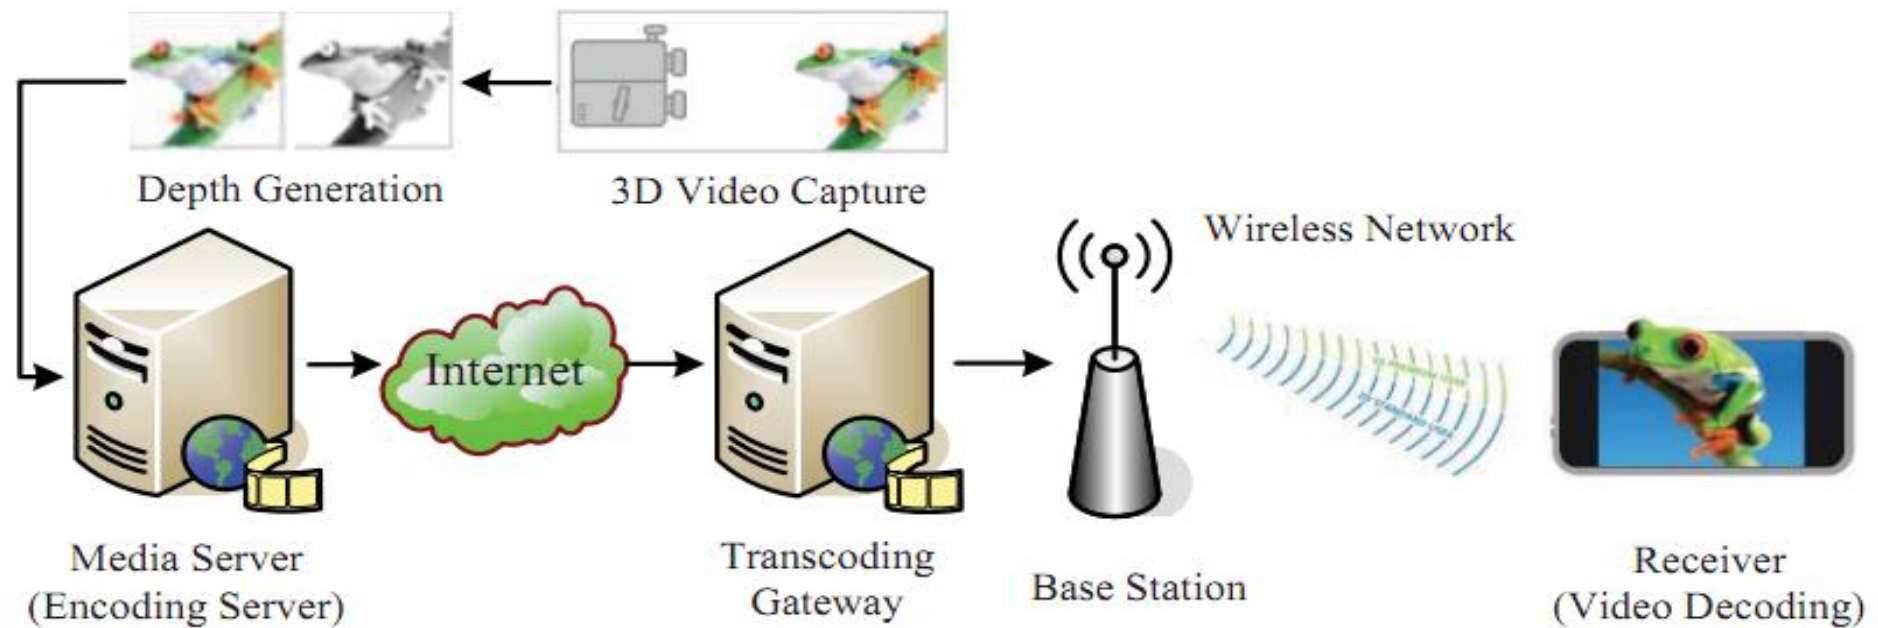 Depth Generation
3D Video Capture
Wireless Network
Internet
Media Server
(Encoding Server)
Transcoding
Gateway
Base Station
Receiver
(Video Decoding)